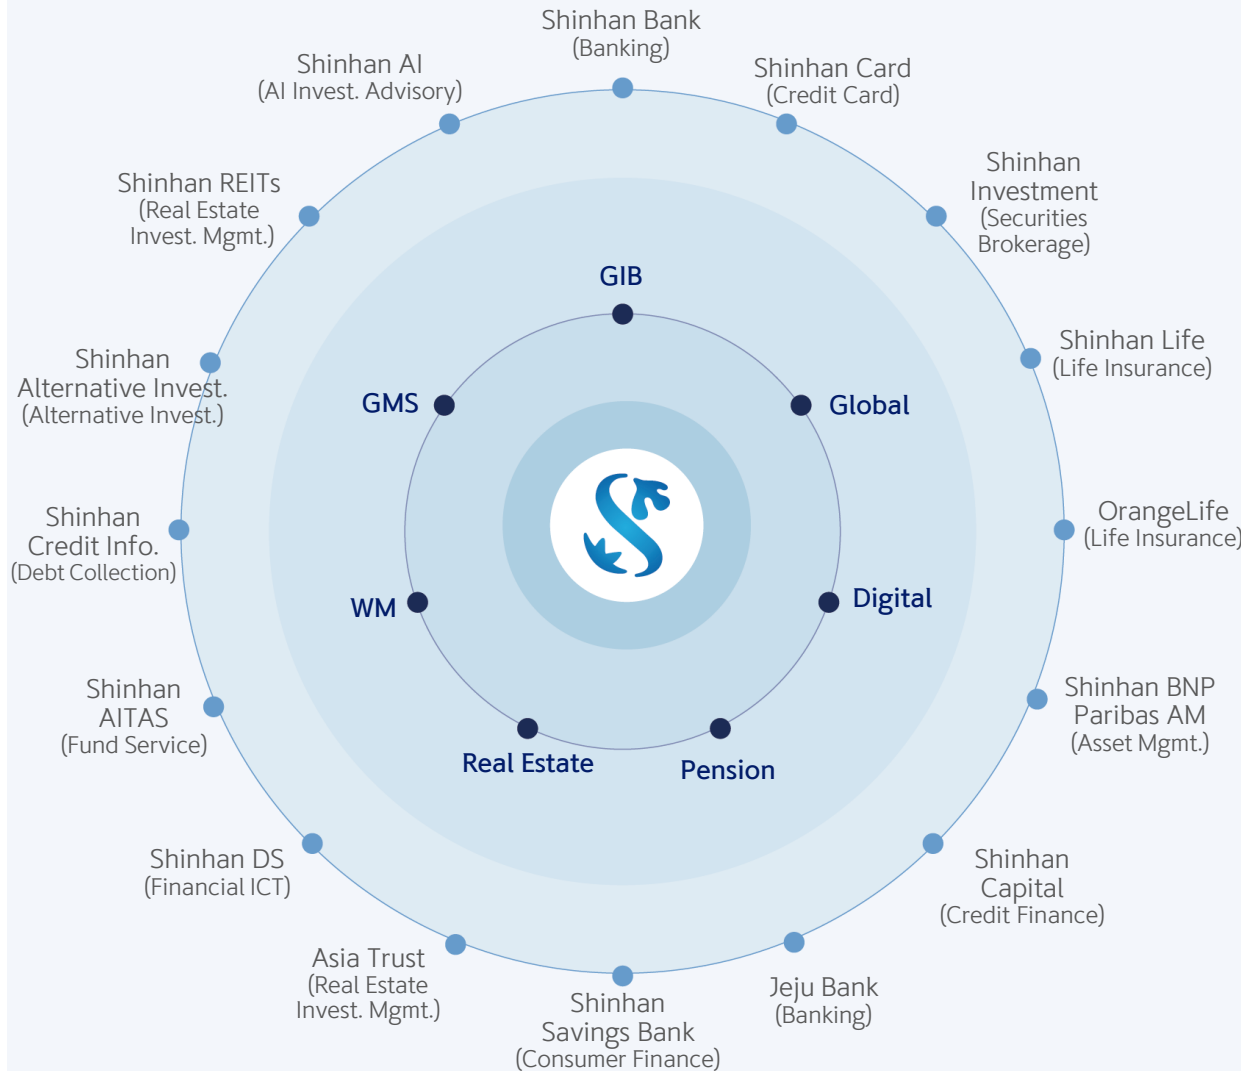 Shinhan Bank
(Banking)
Shinhan Card
(Credit Card)
Shinhan
Investment
(Securities
Brokerage)
Shinhan Life
(Life Insurance)
OrangeLife
(Life Insurance)
Shinhan BNP
Paribas AM
(Asset Mgmt.)
Shinhan
Capital
(Credit Finance)
Jeju Bank
(Banking)
Shinhan
Savings Bank
(Consumer Finance)
Asia Trust
(Real Estate
Invest. Mgmt.)
Shinhan DS
(Financial ICT)
Shinhan
AITAS
(Fund Service)
Shinhan
Credit Info.
(Debt Collection)
Shinhan
Alternative Invest.
(Alternative Invest.)
Shinhan REITs
(Real Estate
Invest. Mgmt.)
Shinhan AI
(AI Invest. Advisory)
GIB
Global
Digital
Pension
Real Estate
WM
GMS